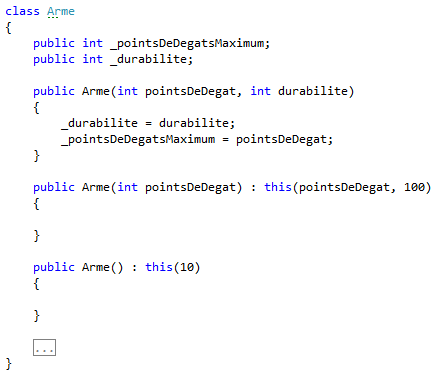 class Arme
{
    public int _pointsDeDegatsMaximum;
    public int _durabilite;

    public Arme(int pointsDeDegat, int durabilite)
    {
        _durabilite = durabilite;
        _pointsDeDegatsMaximum = pointsDeDegat;
    }

    public Arme(int pointsDeDegat) : this(pointsDeDegat, 100)
    {

    }

    public Arme() : this(10)
    {

    }

    ...
}